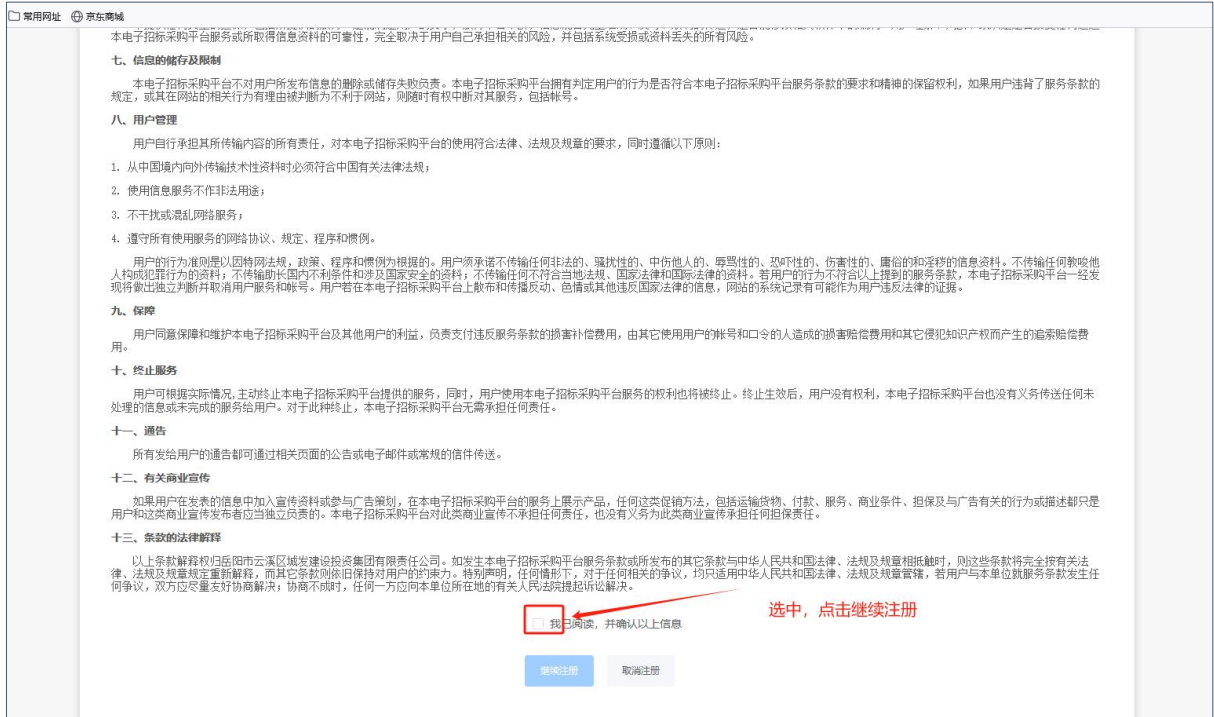 常用网址 京东商城
本电子招标采购平台服务或所取得信息资料的可靠性，完全取决于用户自己承担相关的风险，并包括系统受损或资料丢失的所有风险。
七、信息的储存及限制
本电子招标采购平台不对用户所发布信息的删除或储存失败负责。本电子招标采购平台拥有判定用户的行为是否符合本电子招标采购平台服务条款的要求和精神的保留权利，如果用户违背了服务条款的
规定，或其在网站的相关行为有理由被判断为不利于网站，则随时有权中断对其服务，包括帐号。
八、用户管理
用户自行承担其所传输内容的所有责任，对本电子招标采购平台的使用符合法律、法规及规章的要求，同时遵循以下原则：
1. 从中国境内向外传输技术性资料时必须符合中国有关法律法规；
2. 使用信息服务不作非法用途；
3. 不干扰或混乱网络服务；
4. 遵守所有使用服务的网络协议、规定、程序和惯例。
用户的行为准则是以因特网法规，政策、程序和惯例为根据的。用户须承诺不传输任何非法的、骚扰性的、中伤他人的、辱骂性的、恐吓性的、伤害性的、庸俗的和淫秽的信息资料。不传输任何教唆他
人构成犯罪行为的资料；不传输助长国内不利条件和涉及国家安全的资料；不传输任何不符合当地法规、国家法律和国际法律的资料。若用户的行为不符合以上提到的服务条款，本电子招标采购平台一经发
现将做出独立判断并取消用户服务和帐号。用户若在本电子招标采购平台上散布和传播反动、色情或其他违反国家法律的信息，网站的系统记录有可能作为用户违反法律的证据。
九、保障
用户同意保障和维护本电子招标采购平台及其他用户的利益，负责支付违反服务条款的损害补偿费用，由其它使用用户的帐号和口令的人造成的损害赔偿费用和其它侵犯知识产权而产生的追索赔偿费
用。
十、终止服务
用户可根据实际情况,主动终止本电子招标采购平台提供的服务，同时，用户使用本电子招标采购平台服务的权利也将被终止。终止生效后，用户没有权利，本电子招标采购平台也没有义务传送任何未
处理的信息或未完成的服务给用户。对于此种终止，本电子招标采购平台无需承担任何责任。
十一、通告
所有发给用户的通告都可通过相关页面的公告或电子邮件或常规的信件传送。
十二、有关商业宣传
如果用户在发表的信息中加入宣传资料或参与广告策划，在本电子招标采购平台的服务上展示产品，任何这类促销方法，包括运输货物、付款、服务、商业条件、担保及与广告有关的行为或描述都只是
用户和这类商业宣传发布者应当独立负责的。本电子招标采购平台对此类商业宣传不承担任何责任，也没有义务为此类商业宣传承担任何担保责任。
十三、条款的法律解释
以上条款解释权归岳阳市云溪区城发建设投资集团有限责任公司。如发生本电子招标采购平台服务条款或所发布的其它条款与中华人民共和国法律、法规及规章相抵触时，则这些条款将完全按有关法
律、法规及规章规定重新解释，而其它条款则依旧保持对用户的约束力。特别声明，任何情形下，对于任何相关的争议，均只适用中华人民共和国法律、法规及规章管辖，若用户与本单位就服务条款发生任
何争议，双方应尽量友好协商解决；协商不成时，任何一方应向本单位所在地的有关人民法院提起诉讼解决。
选中，点击继续注册
我已阅读，并确认以上信息
继续注册 取消注册